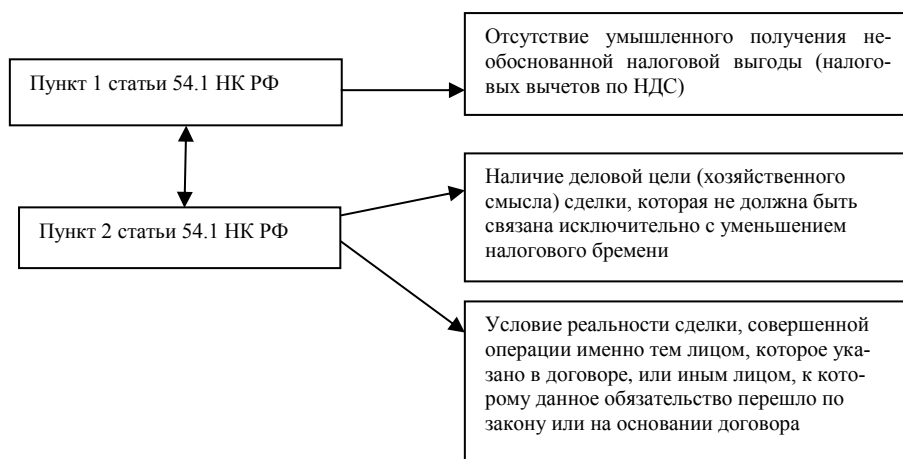 Пункт 1 статьи 54.1 НК РФ
Отсутствие умышленного получения не-
обоснованной налоговой выгоды (налого-
вых вычетов по НДС)
Пункт 2 статьи 54.1 НК РФ
Наличие деловой цели (хозяйственного
смысла) сделки, которая не должна быть
связана исключительно с уменьшением
налогового бремени
Условие реальности сделки, совершенной
операции именно тем лицом, которое ука-
зано в договоре, или иным лицом, к кото-
рому данное обязательство перешло по
закону или на основании договора